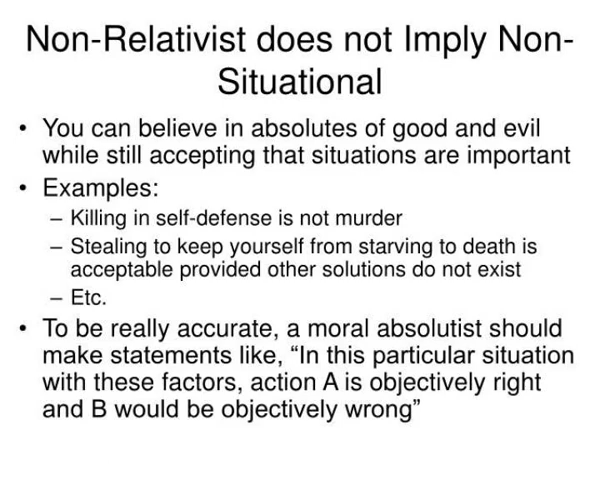 Non-Relativist does not Imply Non-
Situational
• You can believe in absolutes of good and evil
while still accepting that situations are important
• Examples:
– Killing in self-defense is not murder
– Stealing to keep yourself from starving to death is
acceptable provided other solutions do not exist
– Etc.
• To be really accurate, a moral absolutist should
make statements like, “In this particular situation
with these factors, action A is objectively right
and B would be objectively wrong”